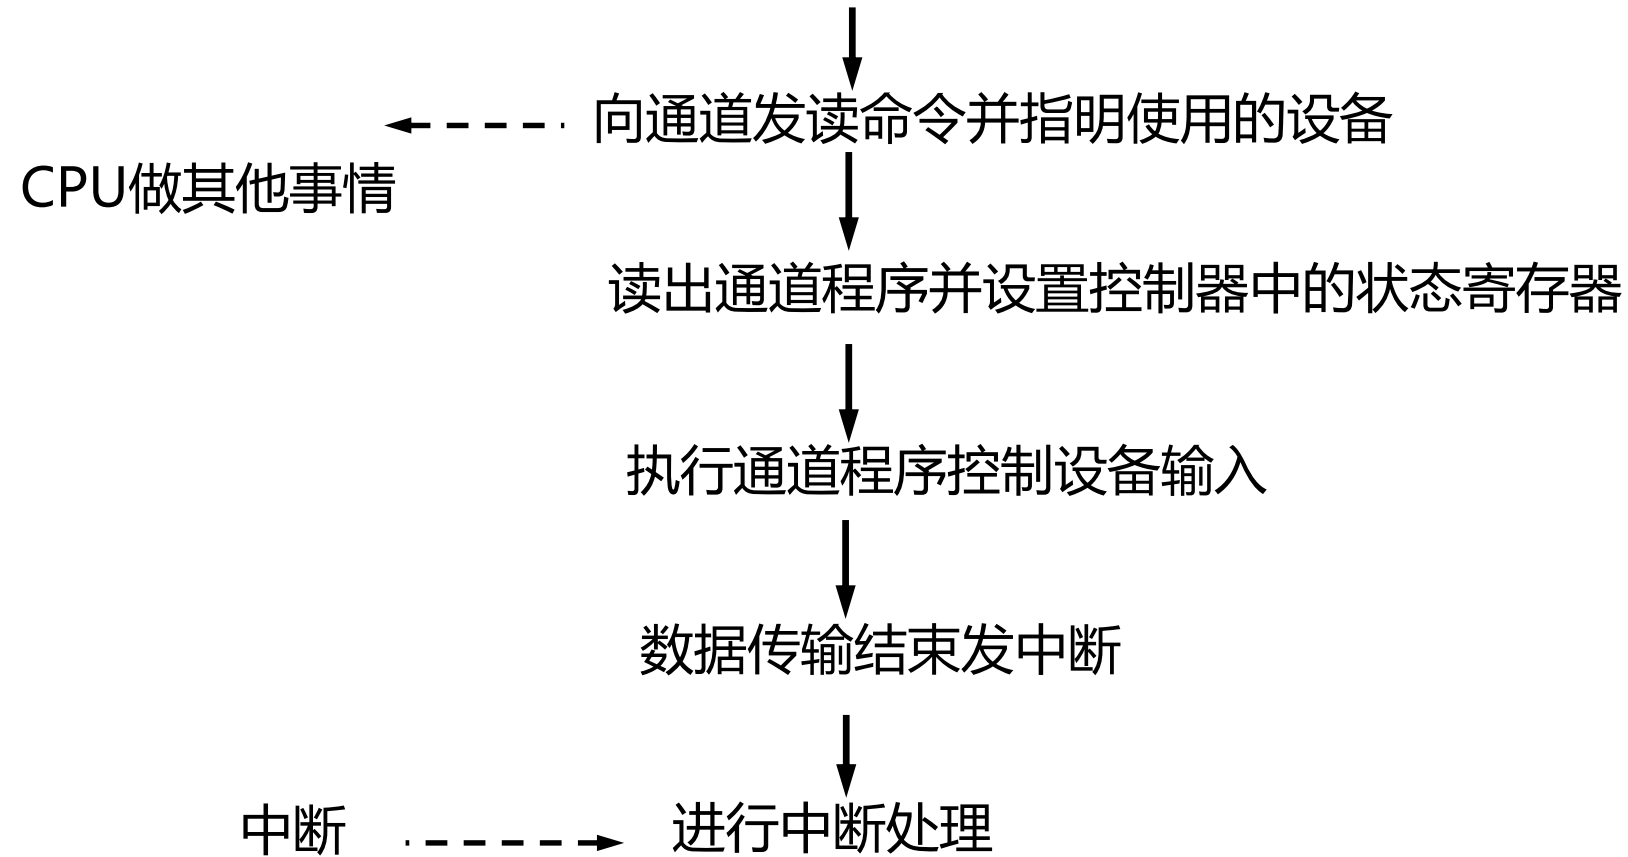 向通道发读命令并指明使用的设备
CPU做其他事情
读出通道程序并设置控制器中的状态寄存器
执行通道程序控制设备输入
数据传输结束发中断
中断
进行中断处理